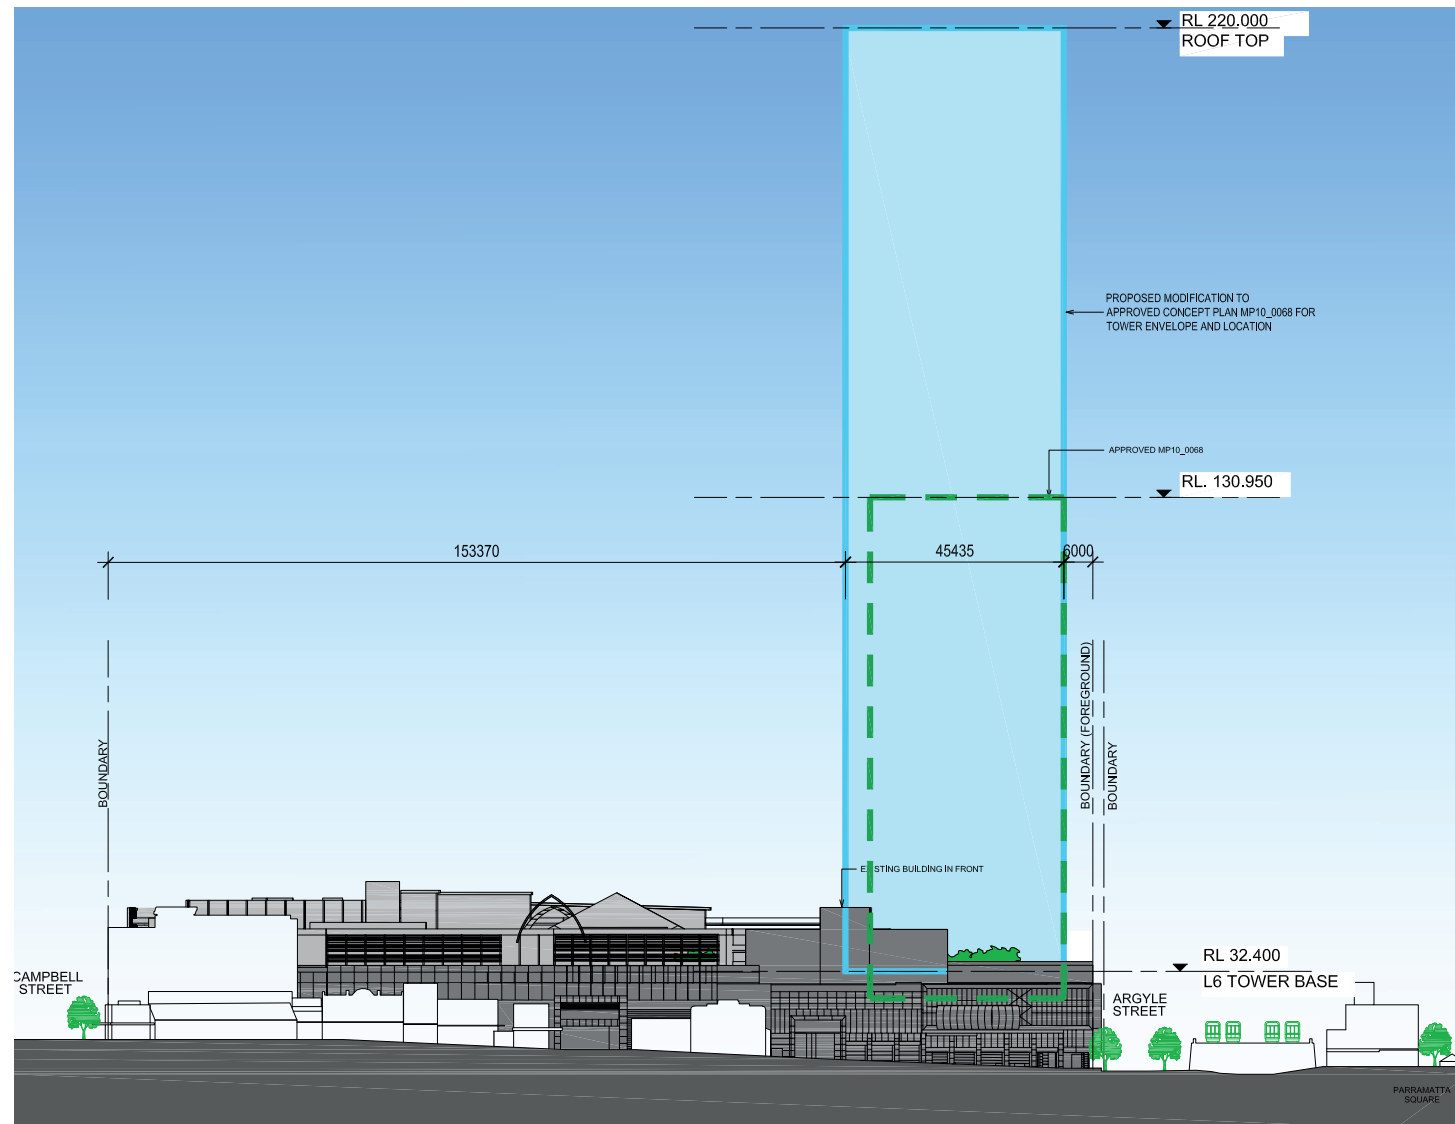 RL 220.000
ROOF TOP
PROPOSED MODIFICATION TO
APPROVED CONCEPT PLAN MP10_0068 FOR
TOWER ENVELOPE AND LOCATION
APPROVED MP10_0068
RL. 130.950
153370
45435
6000
BOUNDARY
BOUNDARY (FOREGROUND)
BOUNDARY
EXISTING BUILDING IN FRONT
RL 32.400
L6 TOWER BASE
CAMPBELL
STREET
ARGYLE
STREET
PARRAMATTA
SQUARE